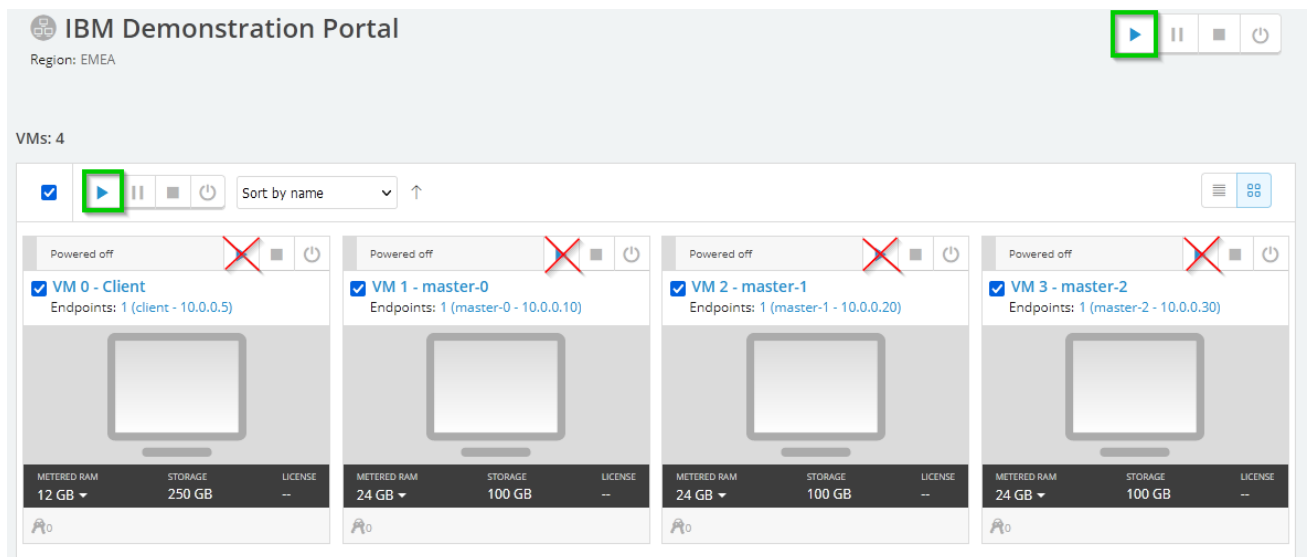 IBM Demonstration Portal
Region: EMEA
VMs: 4
Sort by name
Powered off
Powered off
Powered off
Powered off
VM 0 - Client
Endpoints: 1 (client - 10.0.0.5)
VM 1 - master-0
Endpoints: 1 (master-0 - 10.0.0.10)
VM 2 - master-1
Endpoints: 1 (master-1 - 10.0.0.20)
VM 3 - master-2
Endpoints: 1 (master-2 - 10.0.0.30)
METERED RAM STORAGE LICENSE
12 GB 250 GB --
METERED RAM STORAGE LICENSE
24 GB 100 GB --
METERED RAM STORAGE LICENSE
24 GB 100 GB --
METERED RAM STORAGE LICENSE
24 GB 100 GB --
0
0
0
0